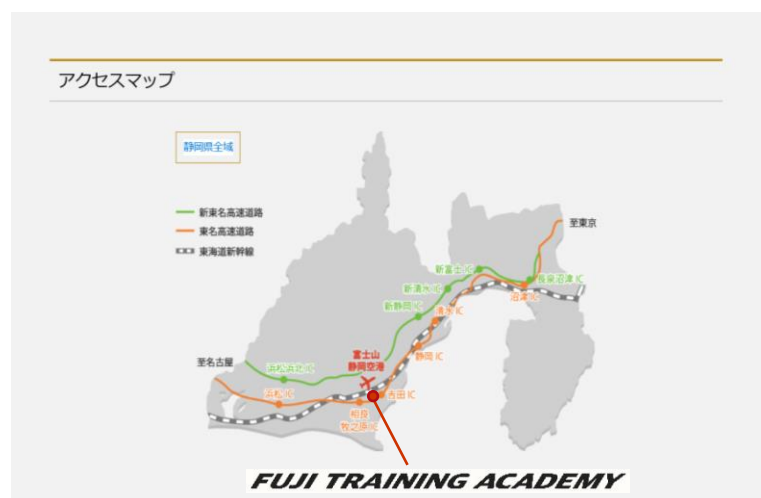 アクセスマップ
静岡県全域
新東名高速道路
東名高速道路
東海道新幹線
至東京
新富士IC
長泉沼津IC
新清水IC
沼津IC
新静岡IC
清水IC
静岡IC
富士山
静岡空港
至名古屋
浜松浜北IC
浜松IC
吉田IC
相良
牧之原IC
FUJI TRAINING ACADEMY